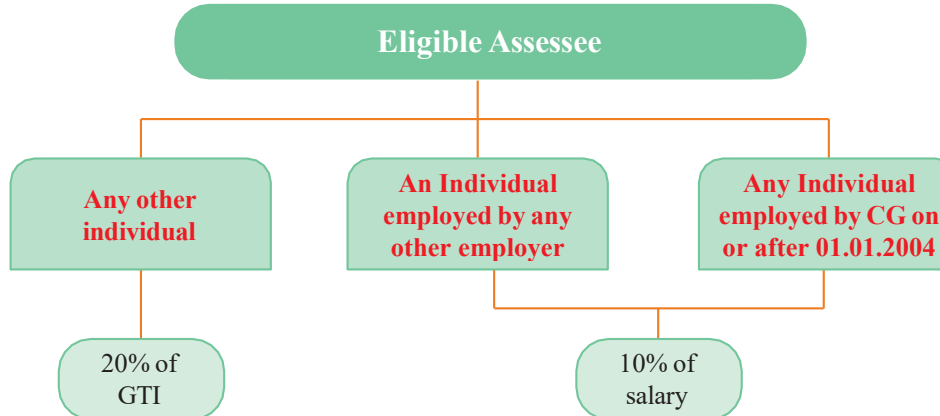 Eligible Assessee
Any other
individual
An Individual
employed by any
other employer
Any Individual
employed by CG on
or after 01.01.2004
20% of
GTI
10% of
salary